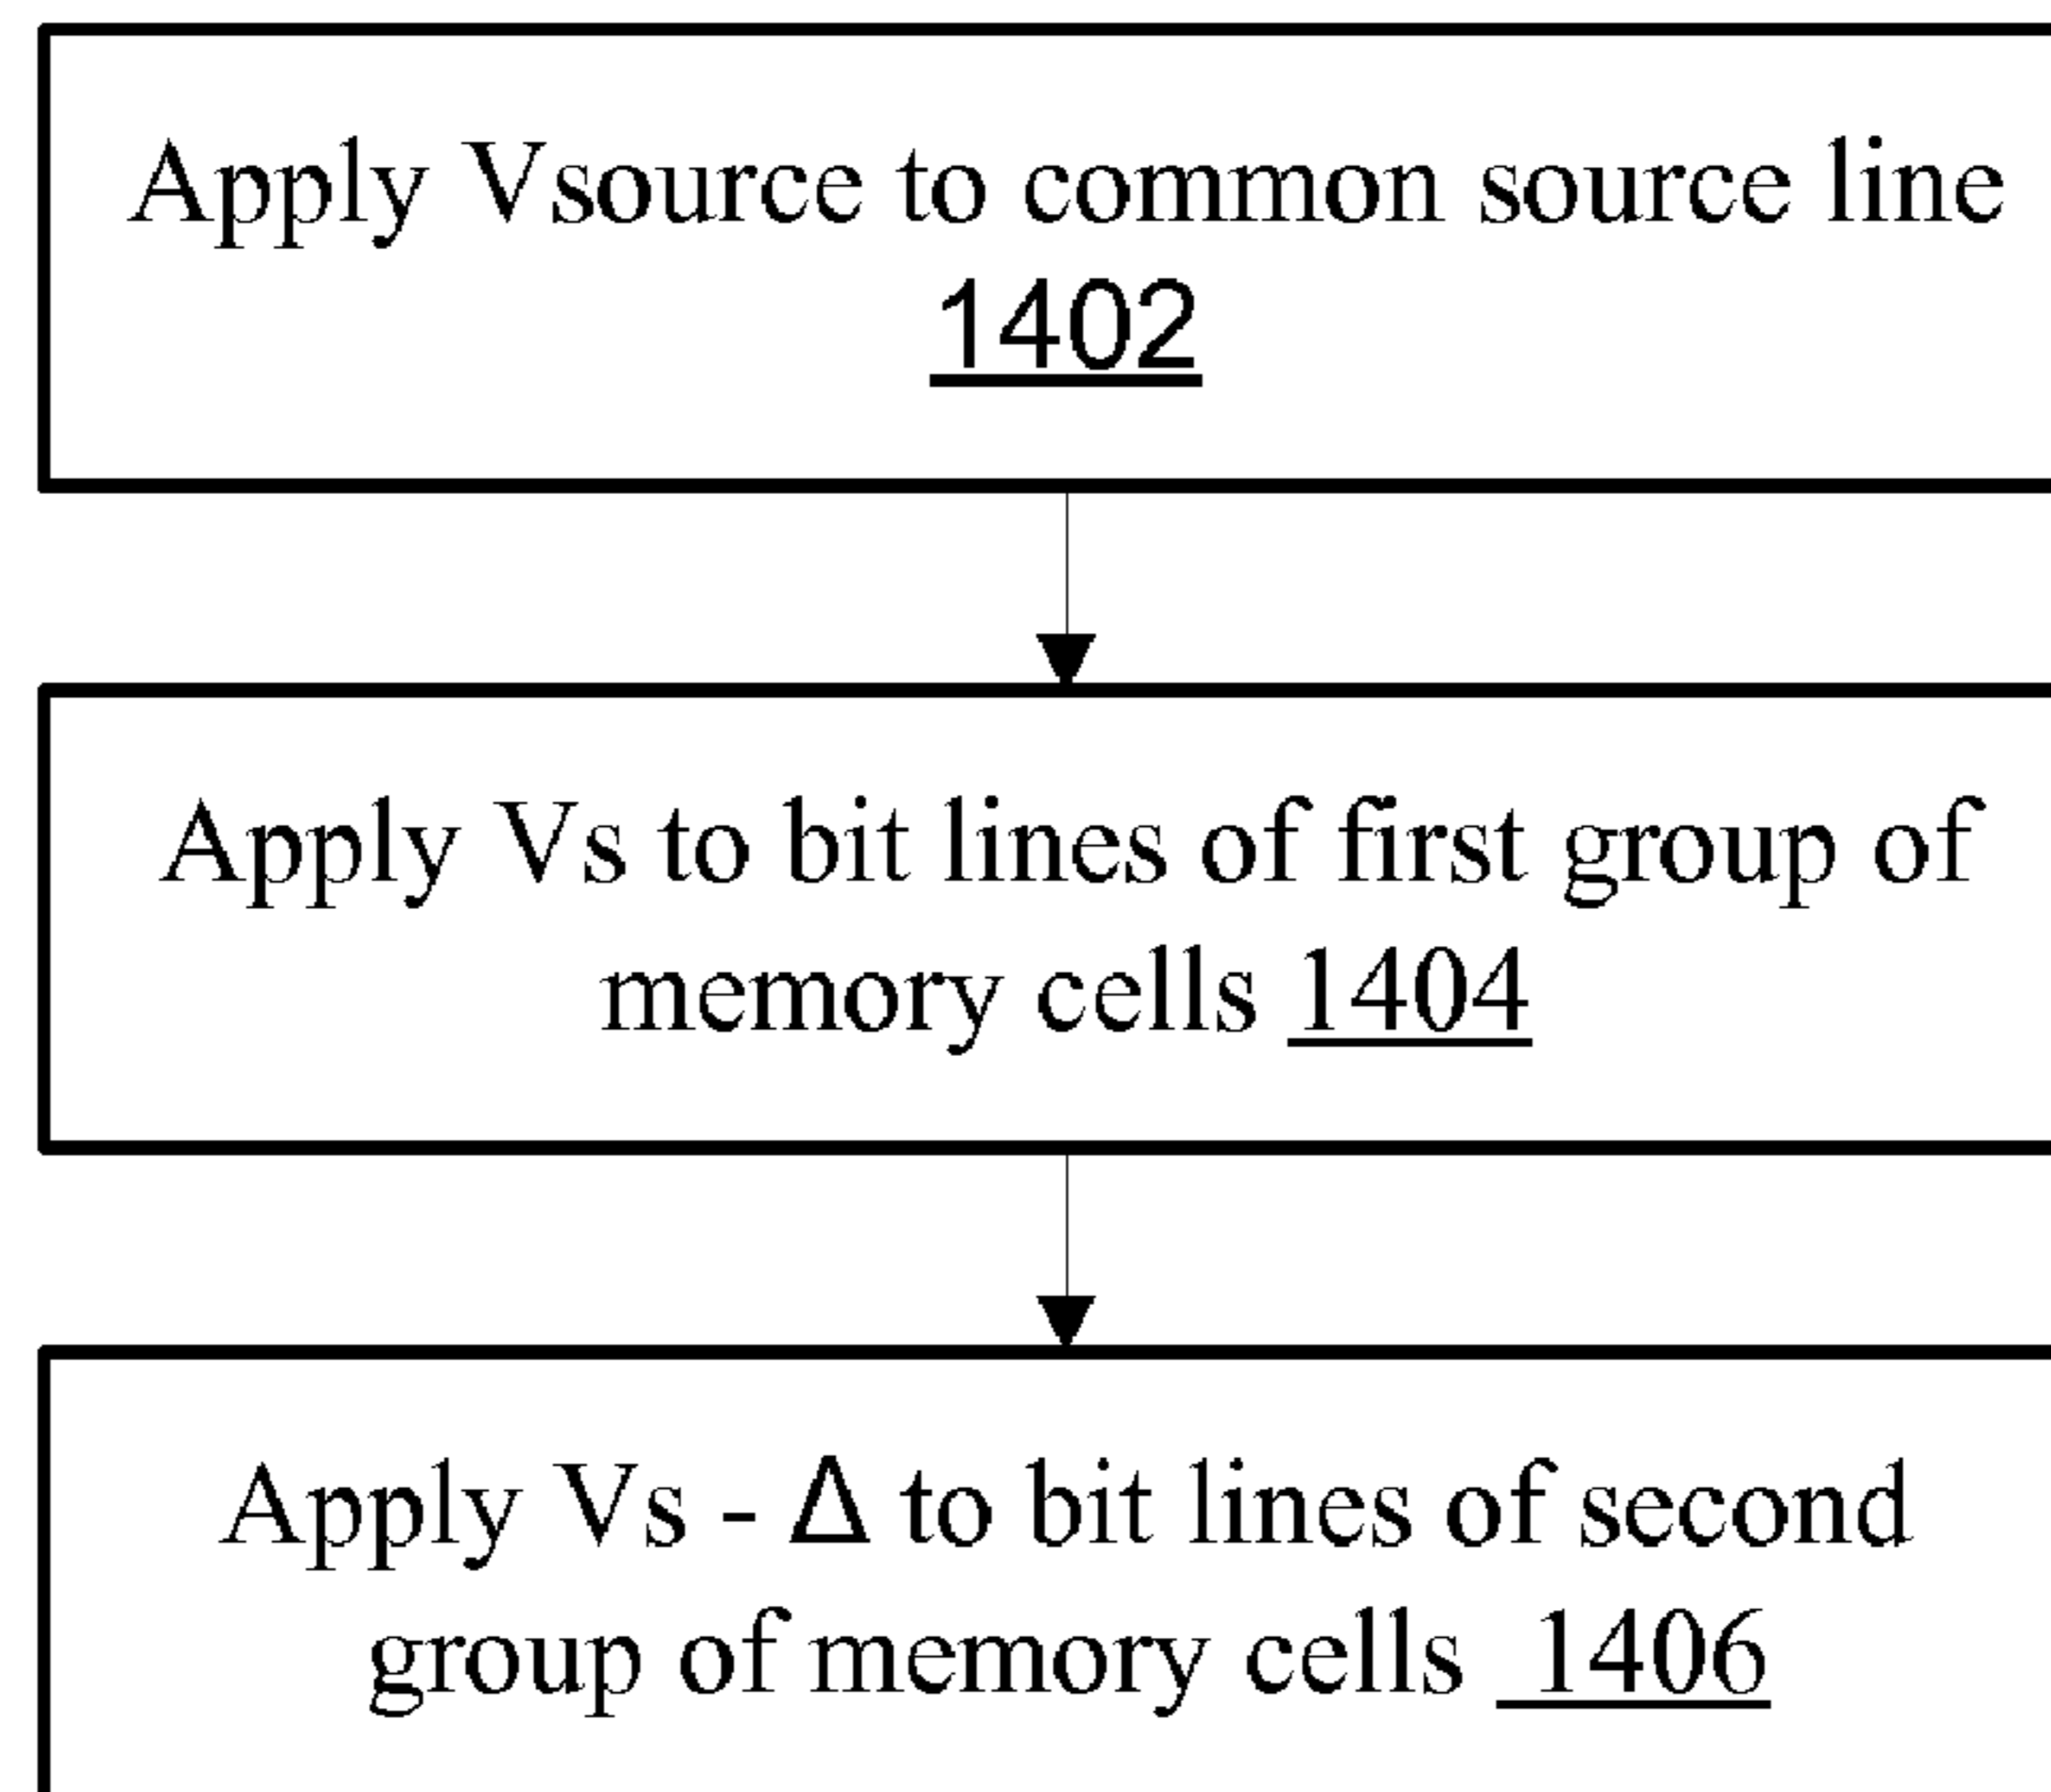 Apply Vsource to common source line
1402
Apply Vs to bit lines of first group of
memory cells 1404
Apply Vs - Δ to bit lines of second
group of memory cells 1406